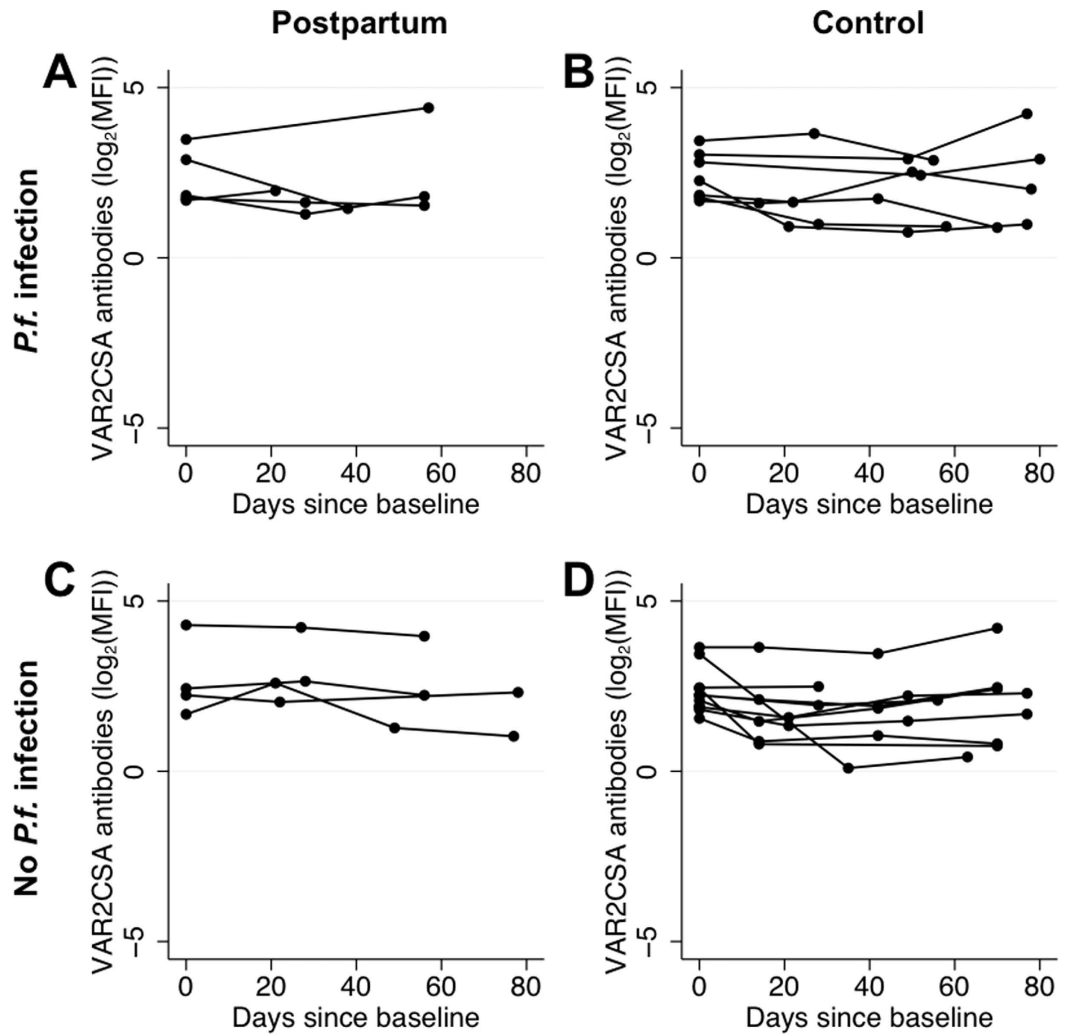 Postpartum
Control
A
B
P.f. infection
VAR2CSA antibodies (log₂(MFI))
5
0
−5
0 20 40 60 80
Days since baseline
VAR2CSA antibodies (log₂(MFI))
5
0
−5
0 20 40 60 80
Days since baseline
C
D
No P.f. infection
VAR2CSA antibodies (log₂(MFI))
5
0
−5
0 20 40 60 80
Days since baseline
VAR2CSA antibodies (log₂(MFI))
5
0
−5
0 20 40 60 80
Days since baseline